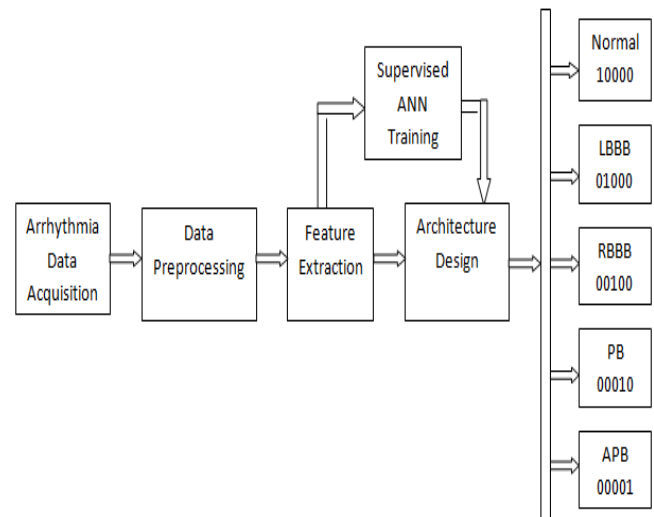 Arrhythmia
Data
Acquisition
Data
Preprocessing
Feature
Extraction
Supervised
ANN
Training
Architecture
Design
Normal
10000
LBBB
01000
RBBB
00100
PB
00010
APB
00001